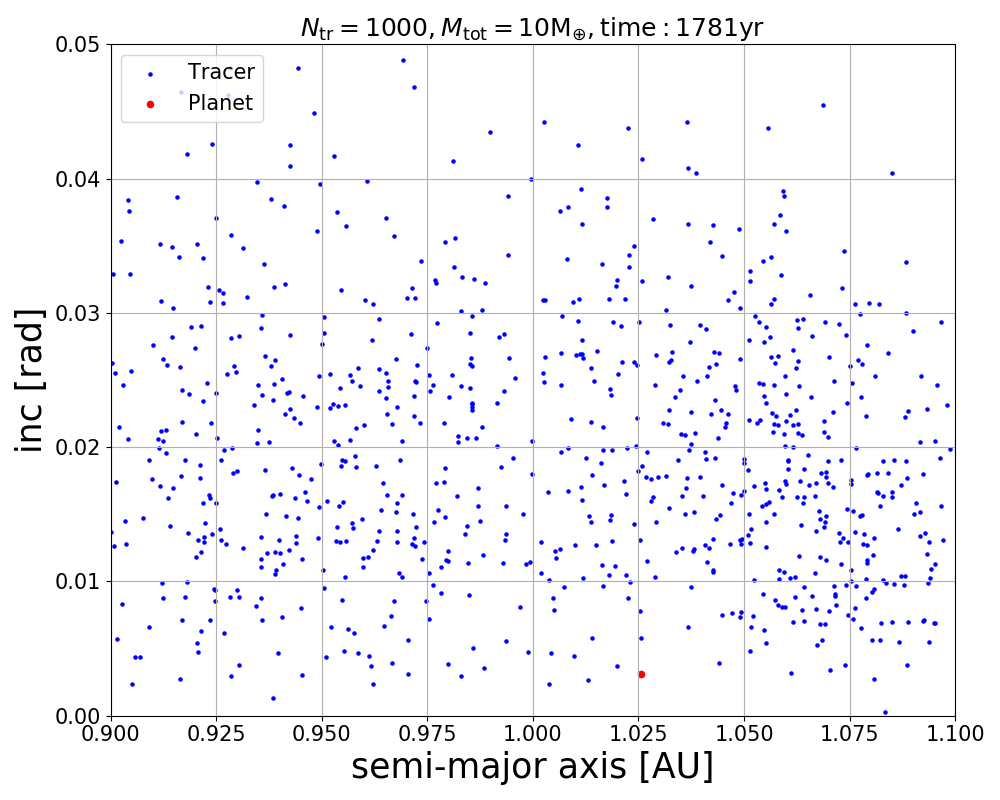 N_tr = 1000, M_tot = 10M_⊕, time : 1781yr
Tracer
Planet
inc [rad]
0.05
0.04
0.03
0.02
0.01
0.00
0.900 0.925 0.950 0.975 1.000 1.025 1.050 1.075 1.100
semi-major axis [AU]